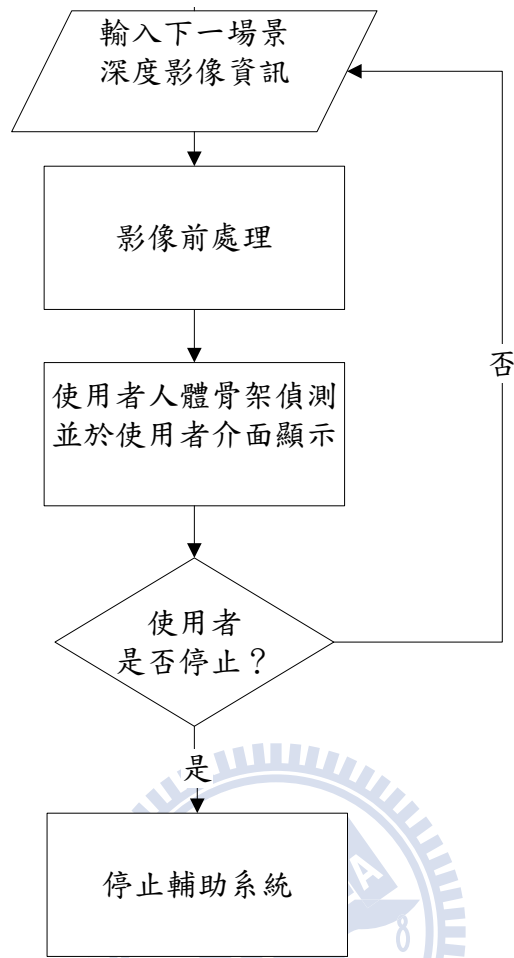 輸入下一場景
深度影像資訊
影像前處理
使用者人體骨架偵測
並於使用者介面顯示
否
使用者
是否停止？
是
停止輔助系統